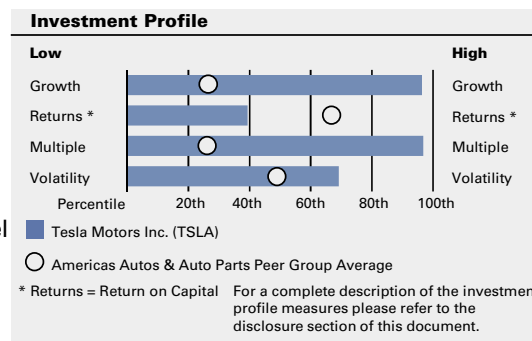 Investment Profile
Low High
Growth Growth
Returns * Returns *
Multiple Multiple
Volatility Volatility
Percentile 20th 40th 60th 80th 100th
el
Tesla Motors Inc. (TSLA)
Americas Autos & Auto Parts Peer Group Average
* Returns = Return on Capital For a complete description of the investmen
profile measures please refer to the
disclosure section of this document.